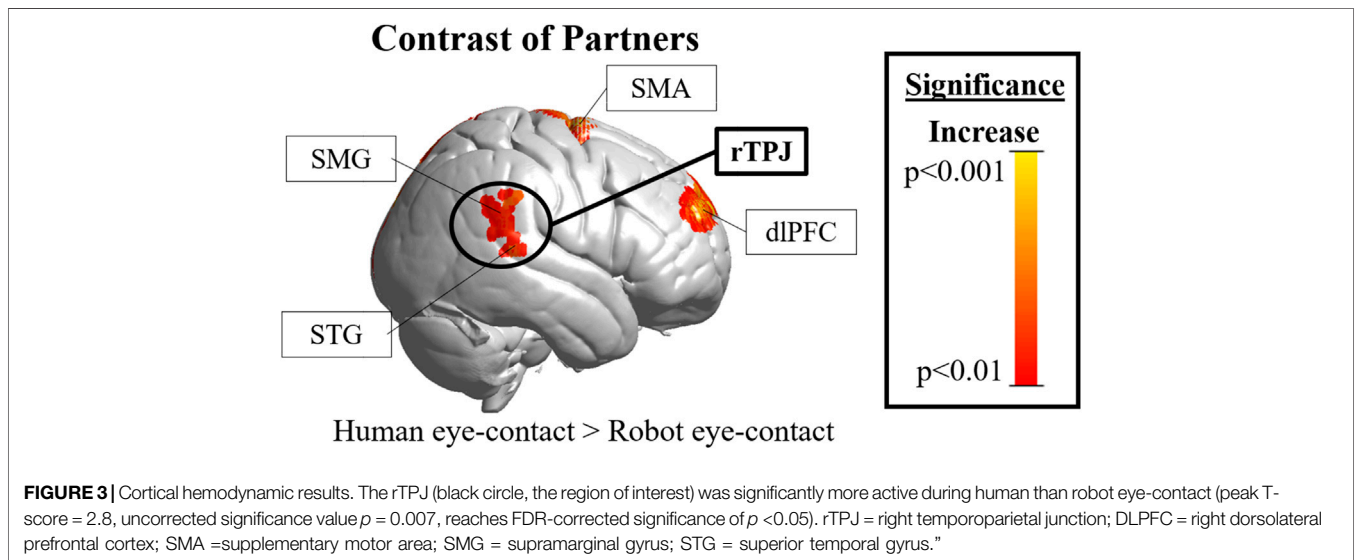 Contrast of Partners
SMA
SMG
rTPJ
dlPFC
STG
Human eye-contact > Robot eye-contact
Significance
Increase
p<0.001
p<0.01
FIGURE 3 | Cortical hemodynamic results. The rTPJ (black circle, the region of interest) was significantly more active during human than robot eye-contact (peak T-
score = 2.8, uncorrected significance value p = 0.007, reaches FDR-corrected significance of p <0.05). rTPJ = right temporoparietal junction; DLPFC = right dorsolateral
prefrontal cortex; SMA =supplementary motor area; SMG = supramarginal gyrus; STG = superior temporal gyrus.”